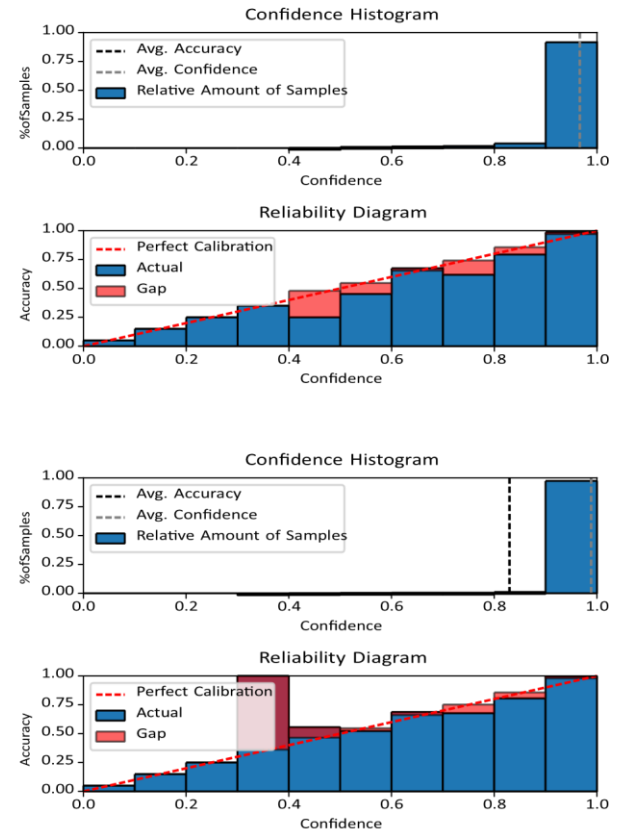 Confidence Histogram
1.00
0.75
0.50
0.25
0.00
%ofSamples
Avg. Accuracy
Avg. Confidence
Relative Amount of Samples
0.0 0.2 0.4 0.6 0.8 1.0
Confidence
Reliability Diagram
1.00
0.75
0.50
0.25
0.00
Accuracy
Perfect Calibration
Actual
Gap
0.0 0.2 0.4 0.6 0.8 1.0
Confidence
Confidence Histogram
1.00
0.75
0.50
0.25
0.00
%ofSamples
Avg. Accuracy
Avg. Confidence
Relative Amount of Samples
0.0 0.2 0.4 0.6 0.8 1.0
Confidence
Reliability Diagram
1.00
0.75
0.50
0.25
0.00
Accuracy
Perfect Calibration
Actual
Gap
0.0 0.2 0.4 0.6 0.8 1.0
Confidence